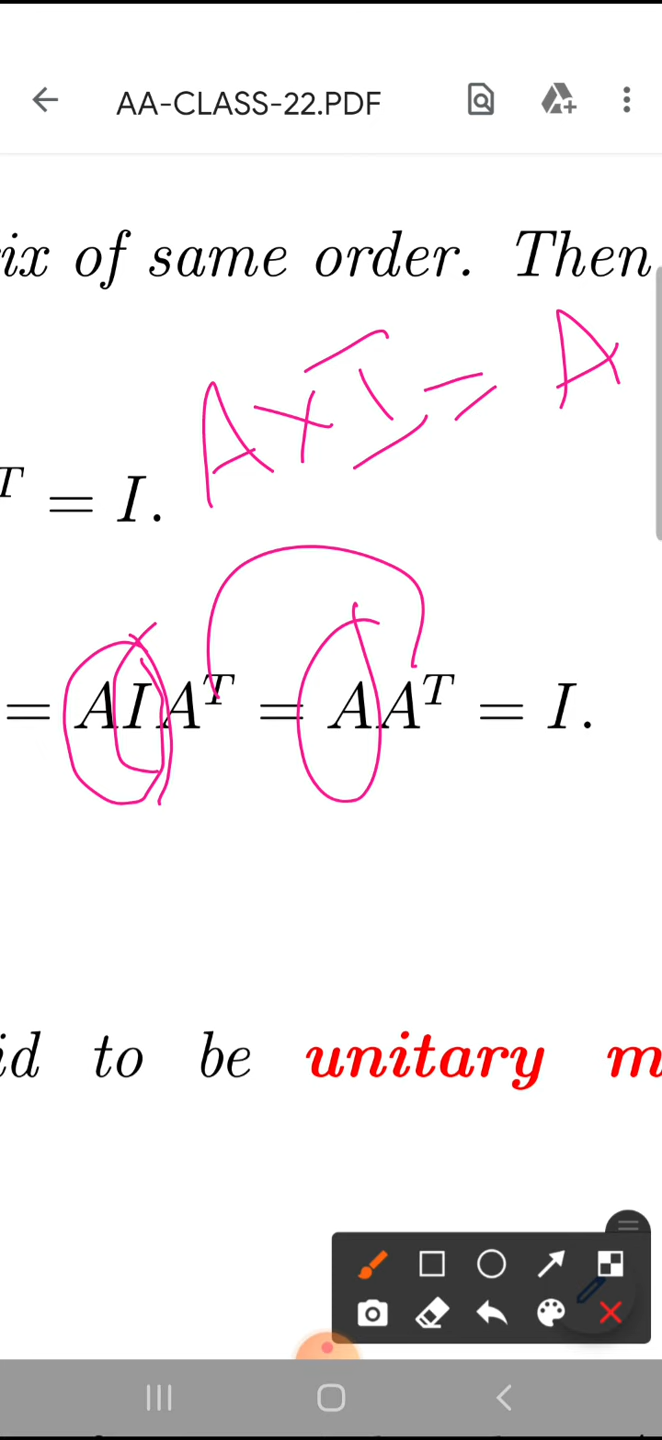 AA-CLASS-22.PDF
ix of same order. Then
A×I = A
T = I.
= AIA^T = AA^T = I.
id to be unitary m